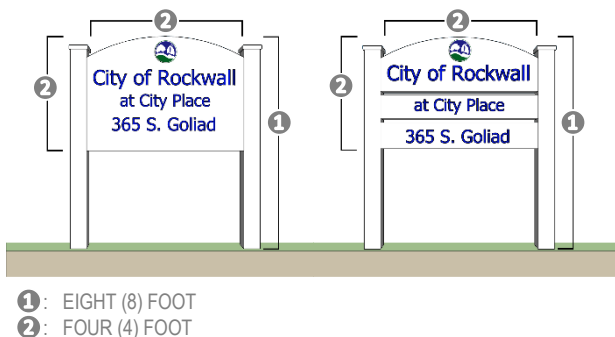 2 2
City of Rockwall
at City Place
365 S. Goliad
2
1
City of Rockwall
at City Place
365 S. Goliad
2
1
1: EIGHT (8) FOOT
2: FOUR (4) FOOT